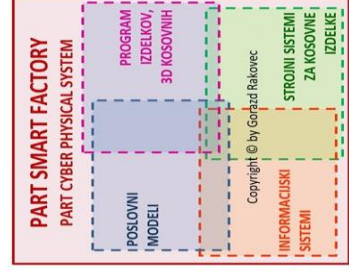 PART SMART FACTORY
PART CYBER PHYSICAL SYSTEM
PROGRAM
IZDELKOV,
3D KOSOVNIH
STROJNI SISTEMI
ZA KOSOVNE
IZDELKE
POSLOVNI
MODELI
Copyright © by Gorazd Rakovec
INFORMACIJSKI
SISTEMI